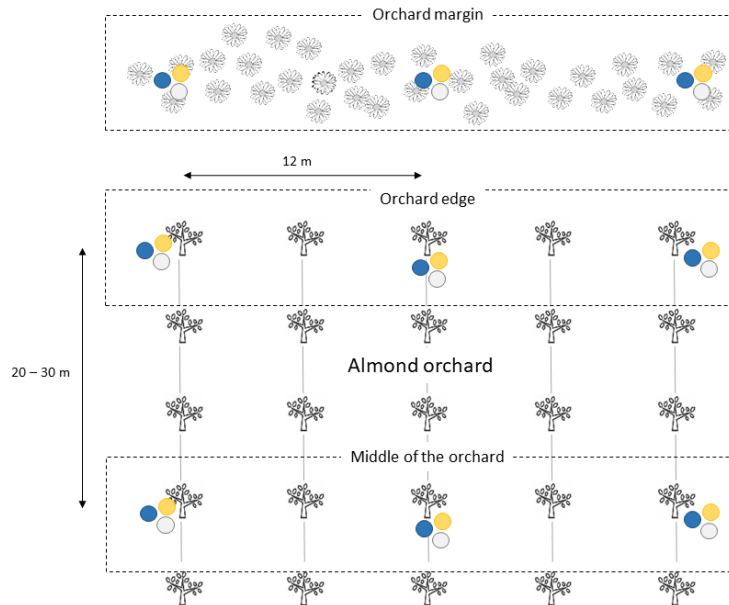 Orchard margin
12 m
Orchard edge
20 – 30 m
Almond orchard
Middle of the orchard